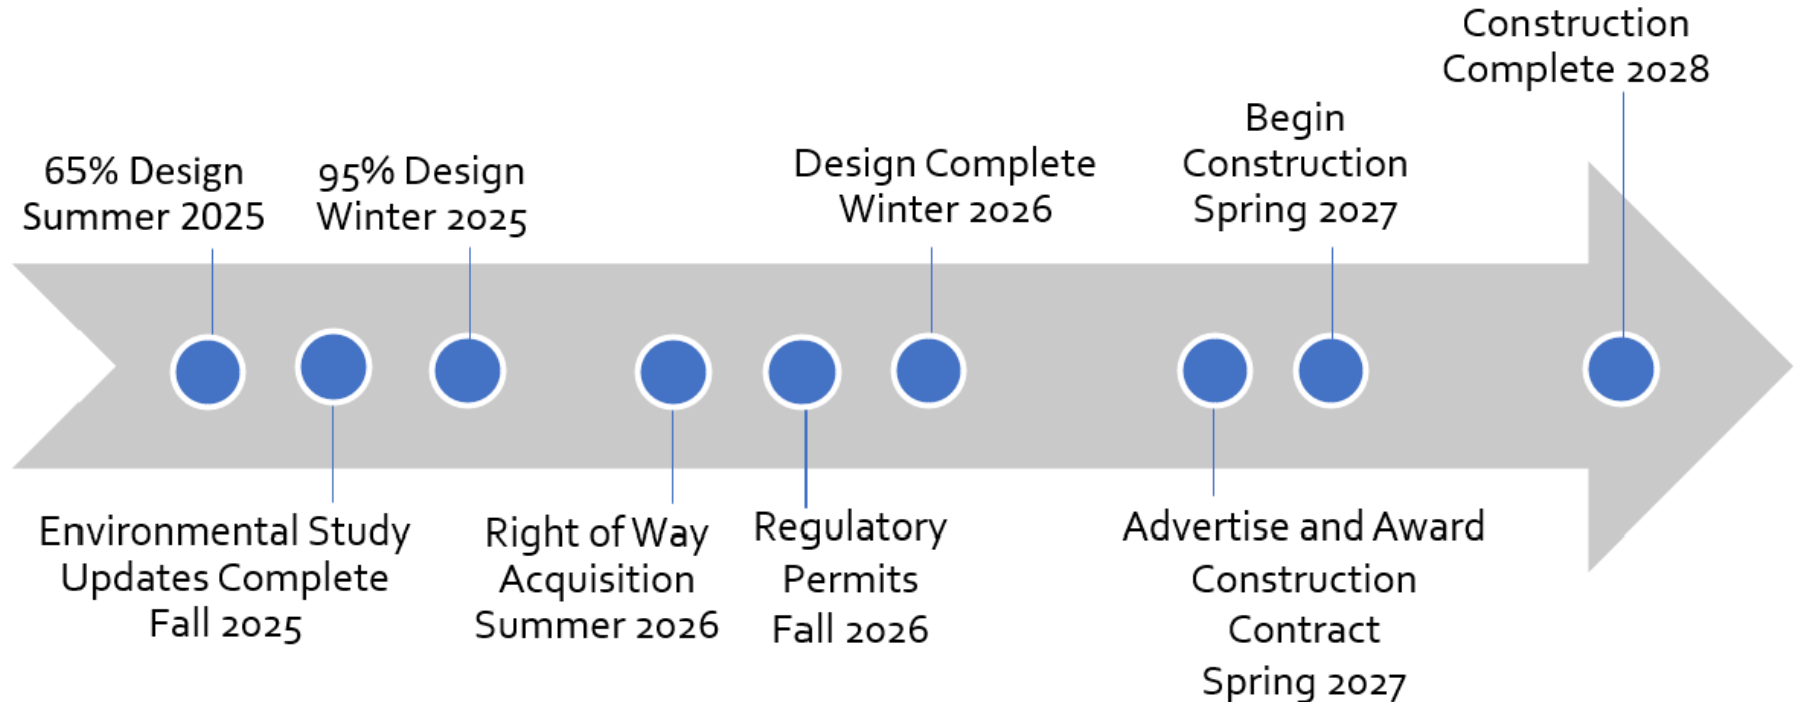 65% Design
Summer 2025
Environmental Study
Updates Complete
Fall 2025
95% Design
Winter 2025
Right of Way
Acquisition
Summer 2026
Regulatory
Permits
Fall 2026
Design Complete
Winter 2026
Advertise and Award
Construction
Contract
Spring 2027
Begin
Construction
Spring 2027
Construction
Complete 2028